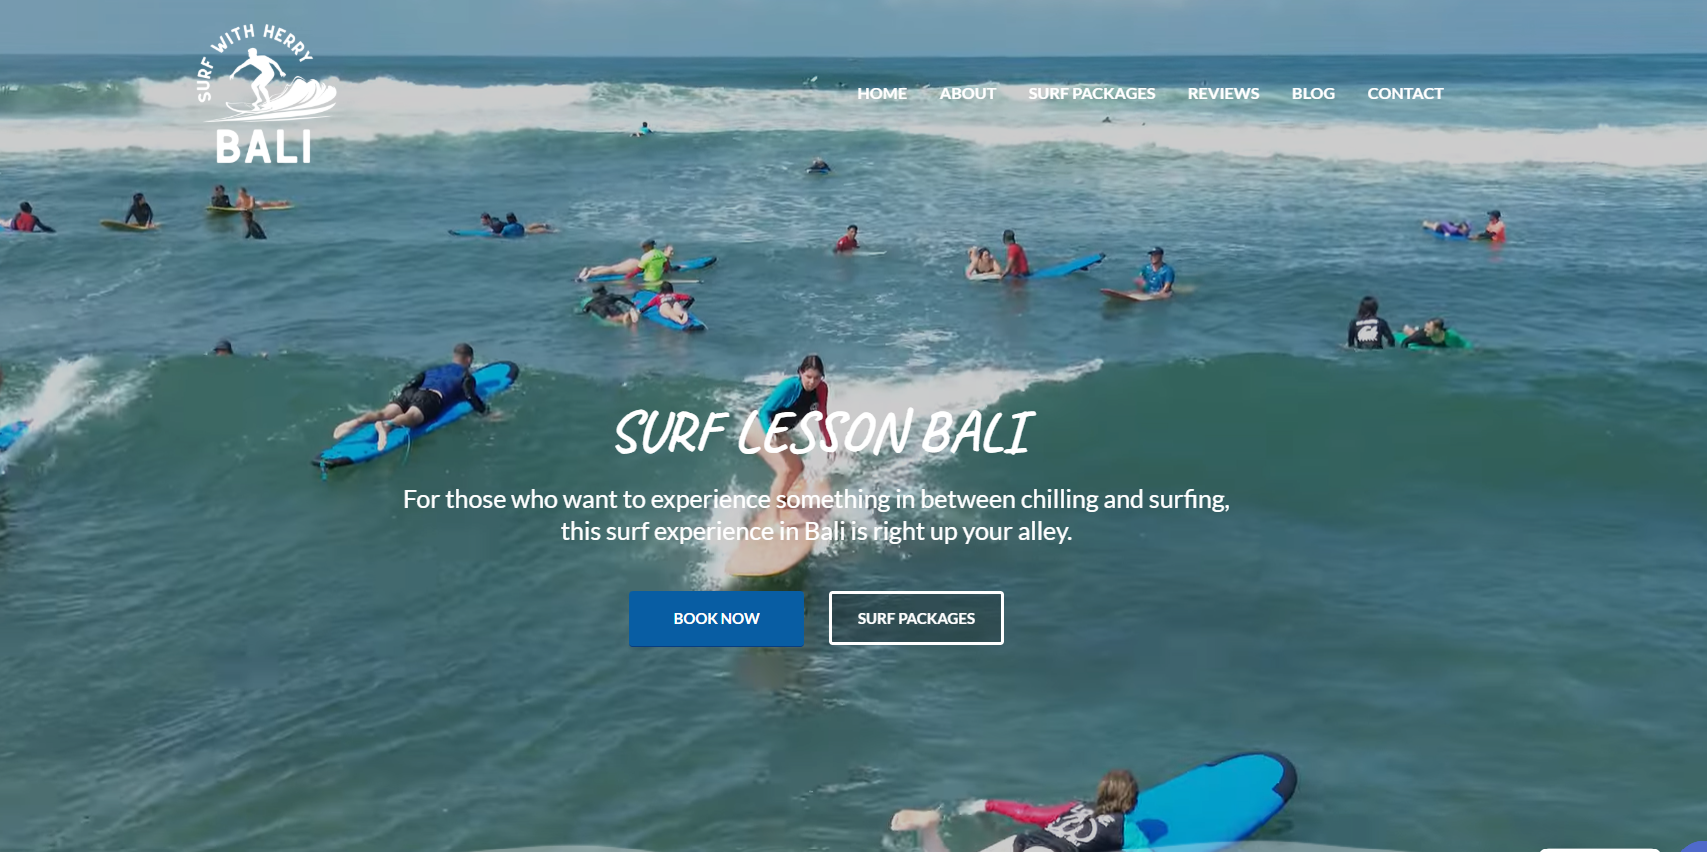 SURF WITH HERRY
BALI
HOME ABOUT SURF PACKAGES REVIEWS BLOG CONTACT
SURF LESSON BALI
For those who want to experience something in between chilling and surfing,
this surf experience in Bali is right up your alley.
BOOK NOW SURF PACKAGES